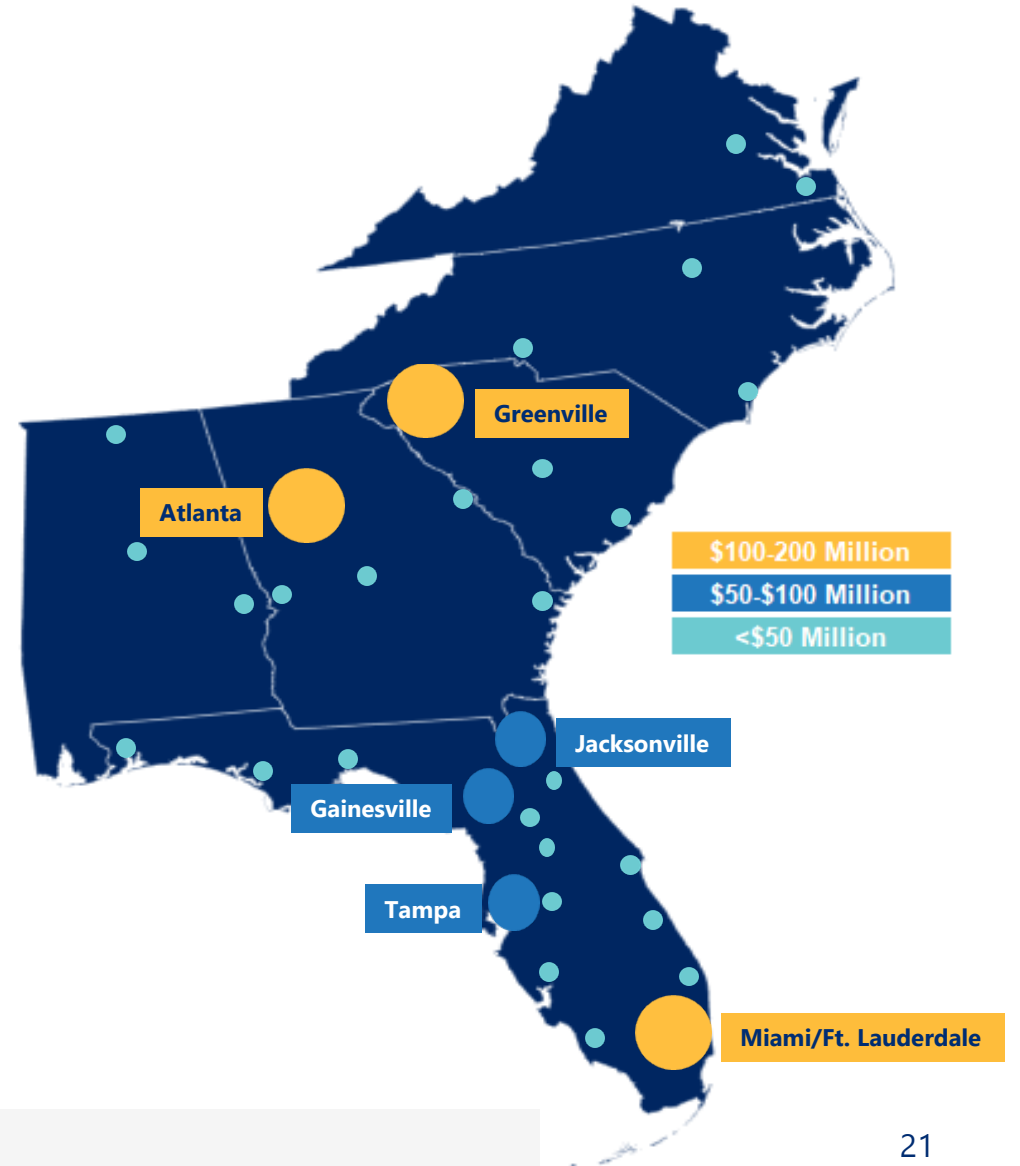 Greenville
Atlanta
$100-200 Million
$50-$100 Million
<$50 Million
Jacksonville
Gainesville
Tampa
Miami/Ft. Lauderdale
21